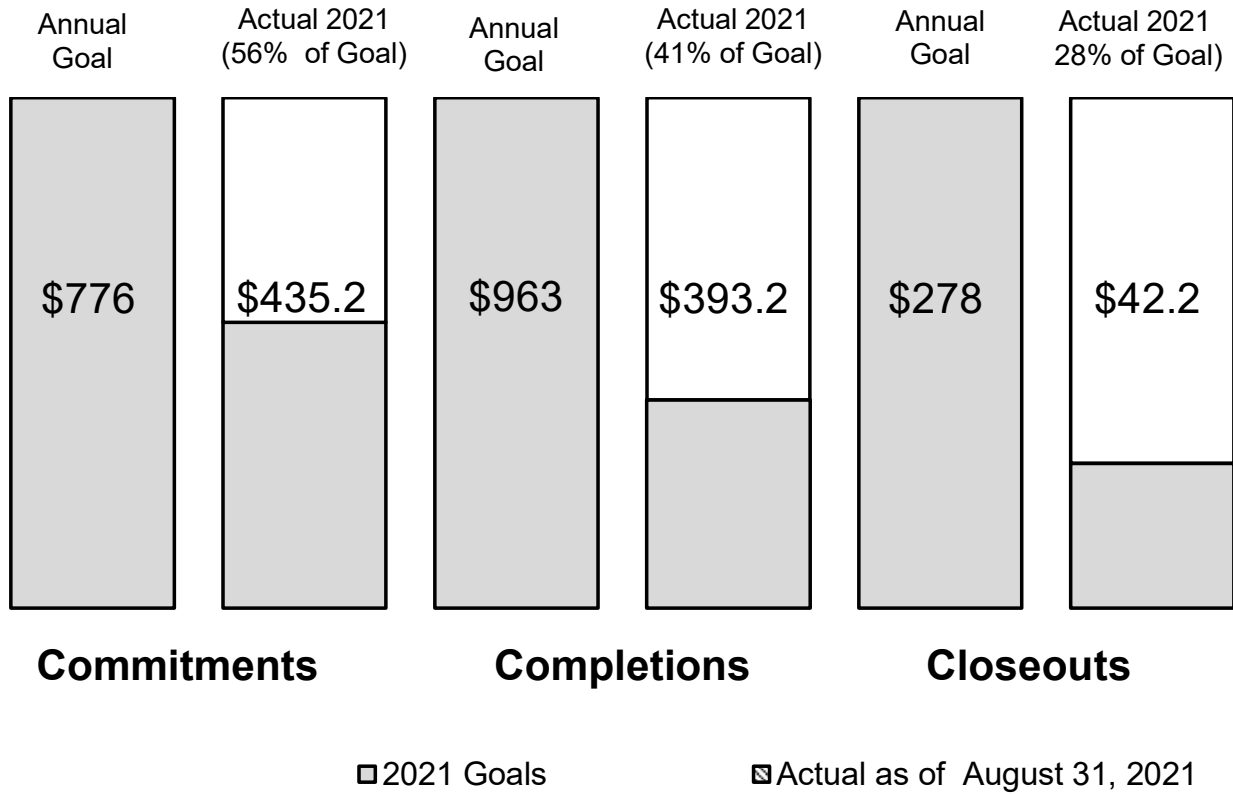 Annual
Goal
Actual 2021
(56%  of Goal)
Annual
Goal
Actual 2021
(41% of Goal)
Annual
Goal
Actual 2021
28% of Goal)
$776
$435.2
$963
$393.2
$278
$42.2
Commitments
Completions
Closeouts
2021 Goals
Actual as of  August 31, 2021